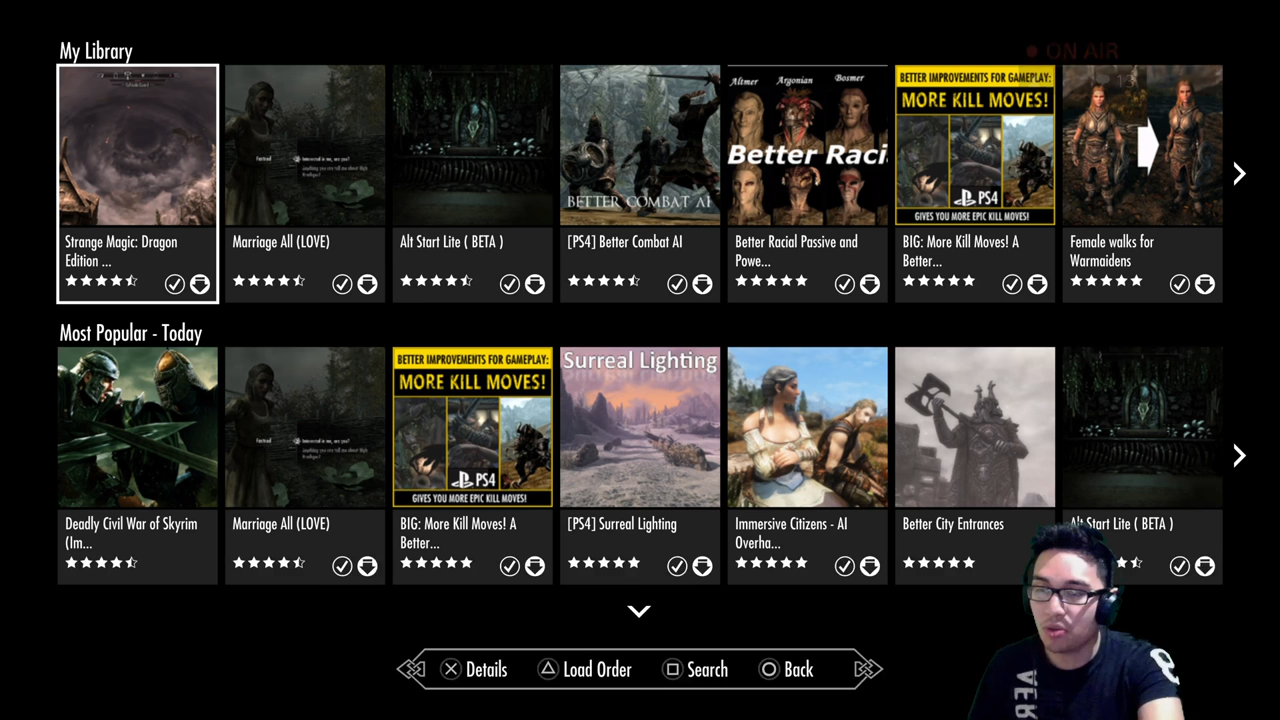 My Library
ON AIR
Altmer Argonian Bosmer
Better Raci
BETTER COMBAT AI
BETTER IMPROVEMENTS FOR GAMEPLAY:
MORE KILL MOVES!
PS4
GIVES YOU MORE EPIC KILL MOVES!
Strange Magic: Dragon
Edition ...
Marriage All (LOVE)
Alt Start Lite ( BETA )
[PS4] Better Combat AI
Better Racial Passive and
Powe...
BIG: More Kill Moves! A
Better...
Female walks for
Warmaidens
Most Popular - Today
BETTER IMPROVEMENTS FOR GAMEPLAY:
MORE KILL MOVES!
PS4
GIVES YOU MORE EPIC KILL MOVES!
Surreal Lighting
Deadly Civil War of Skyrim
(Im...
Marriage All (LOVE)
BIG: More Kill Moves! A
Better...
[PS4] Surreal Lighting
Immersive Citizens - AI
Overha...
Better City Entrances
Alt Start Lite ( BETA )
Details
Load Order
Search
Back
VER